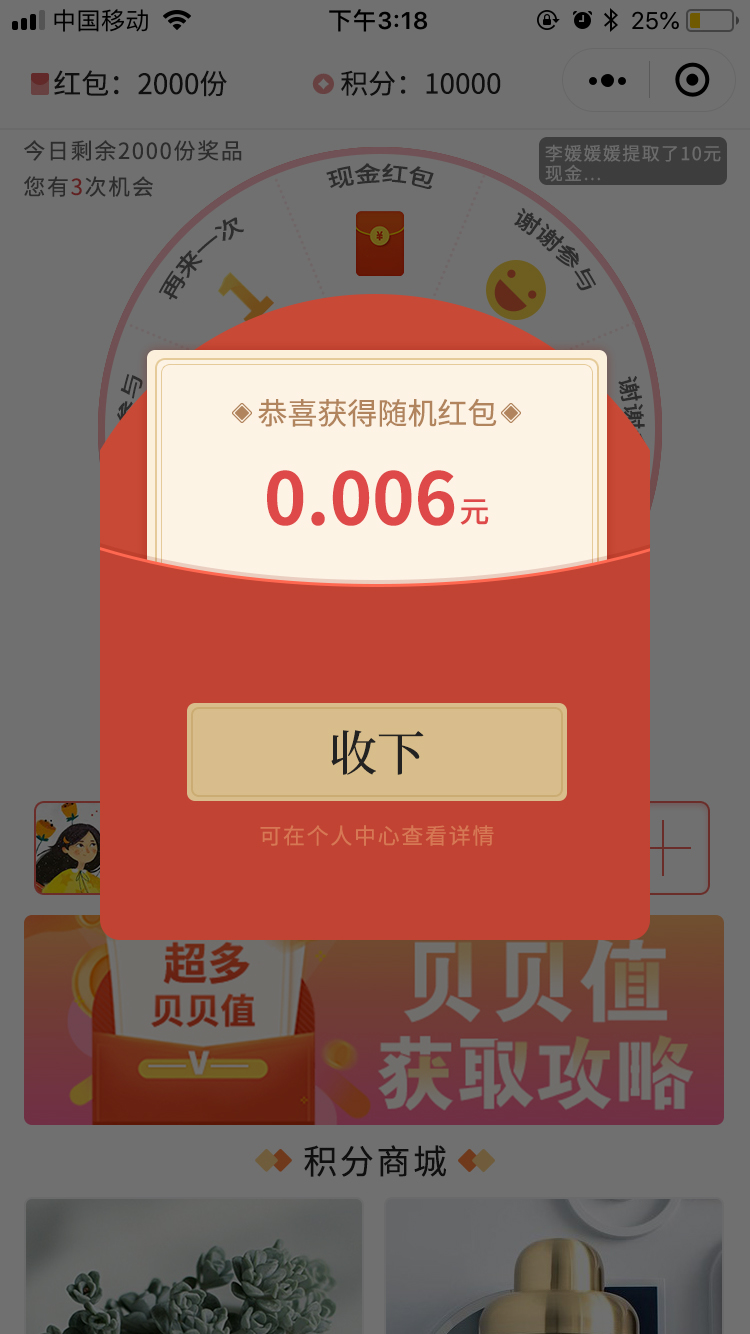 中国移动 下午3:18 25%
红包：2000份 积分：10000
今日剩余2000份奖品
您有3次机会
李媛媛媛提取了10元
现金...
现金红包
再来一次
谢谢参与
1
参与
谢谢
恭喜获得随机红包
0.006元
收下
可在个人中心查看详情
超多
贝贝值
V
贝贝值
获取攻略
积分商城